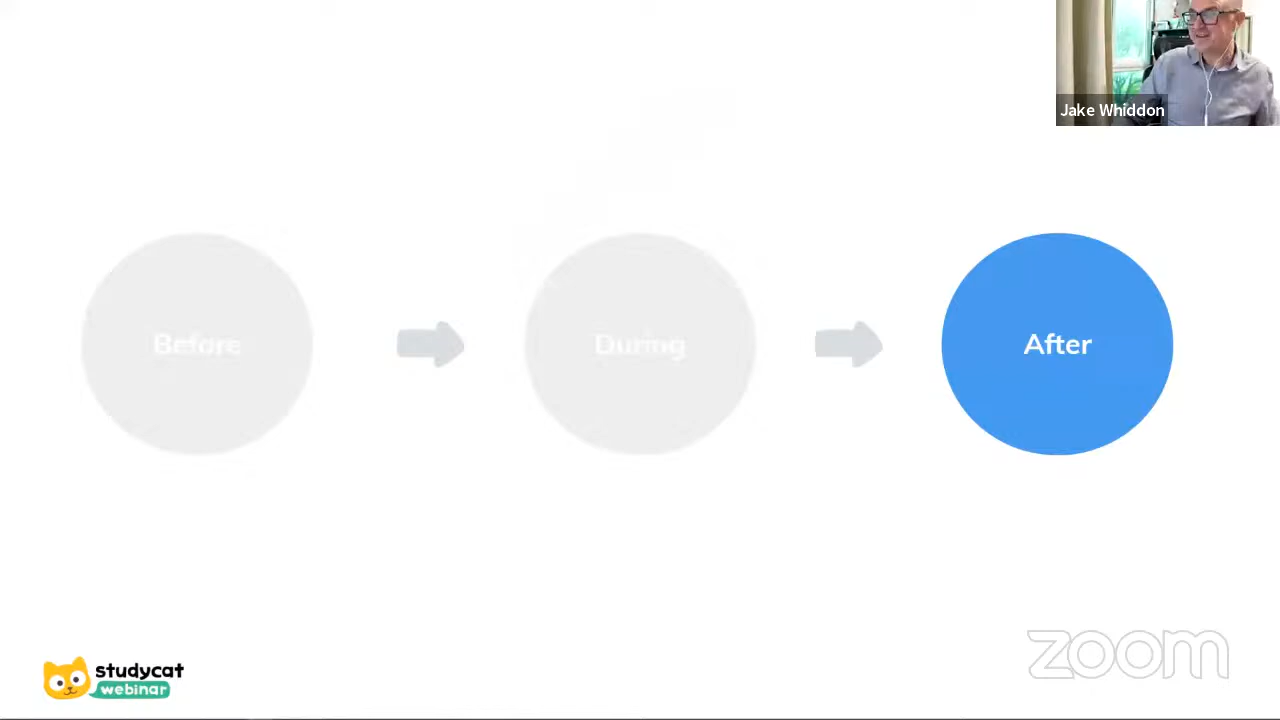 Jake Whiddon
Before
During
After
studycat
webinar
zoom